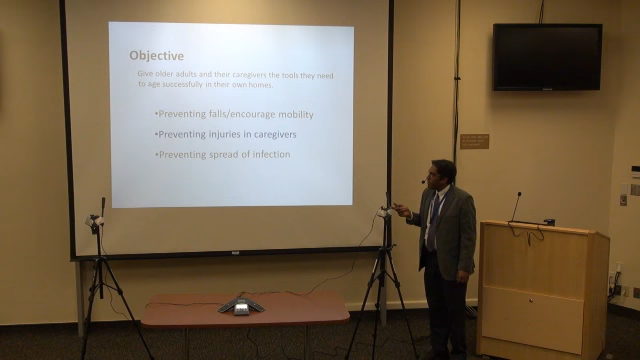 Objective
Give older adults and their caregivers the tools they need
to age successfully in their own homes.
•Preventing falls/encourage mobility
•Preventing injuries in caregivers
•Preventing spread of infection